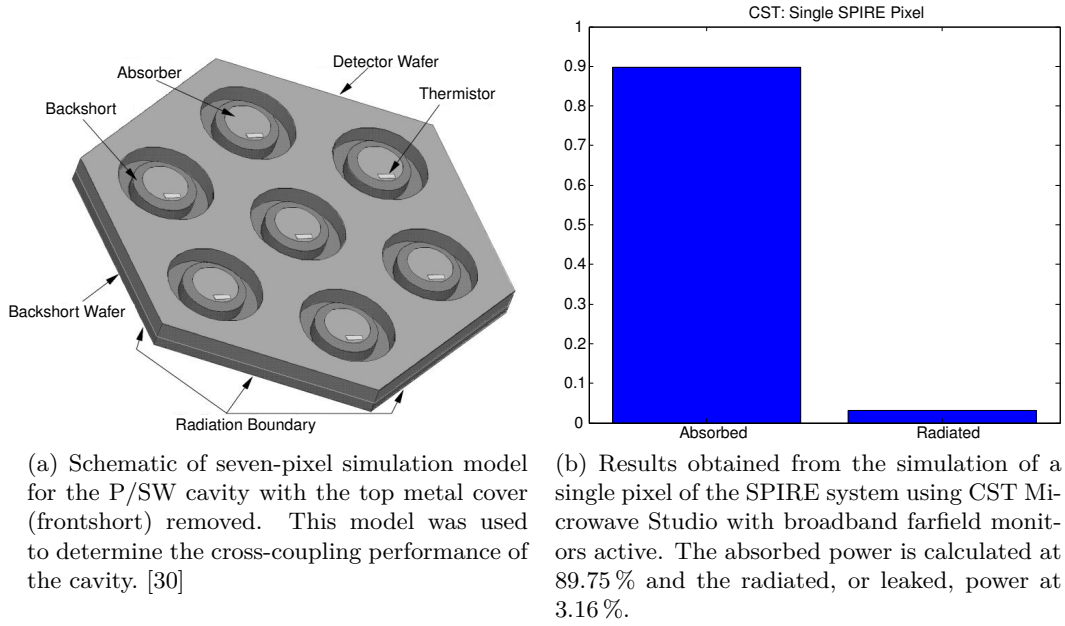 Absorber
Detector Wafer
Backshort
Thermistor
Backshort Wafer
Radiation Boundary
(a) Schematic of seven-pixel simulation model
for the P/SW cavity with the top metal cover
(frontshort) removed. This model was used
to determine the cross-coupling performance of
the cavity. [30]
CST: Single SPIRE Pixel
1
0.9
0.8
0.7
0.6
0.5
0.4
0.3
0.2
0.1
0
Absorbed Radiated
(b) Results obtained from the simulation of a
single pixel of the SPIRE system using CST Mi-
crowave Studio with broadband farfield monit-
ors active. The absorbed power is calculated at
89.75 % and the radiated, or leaked, power at
3.16 %.